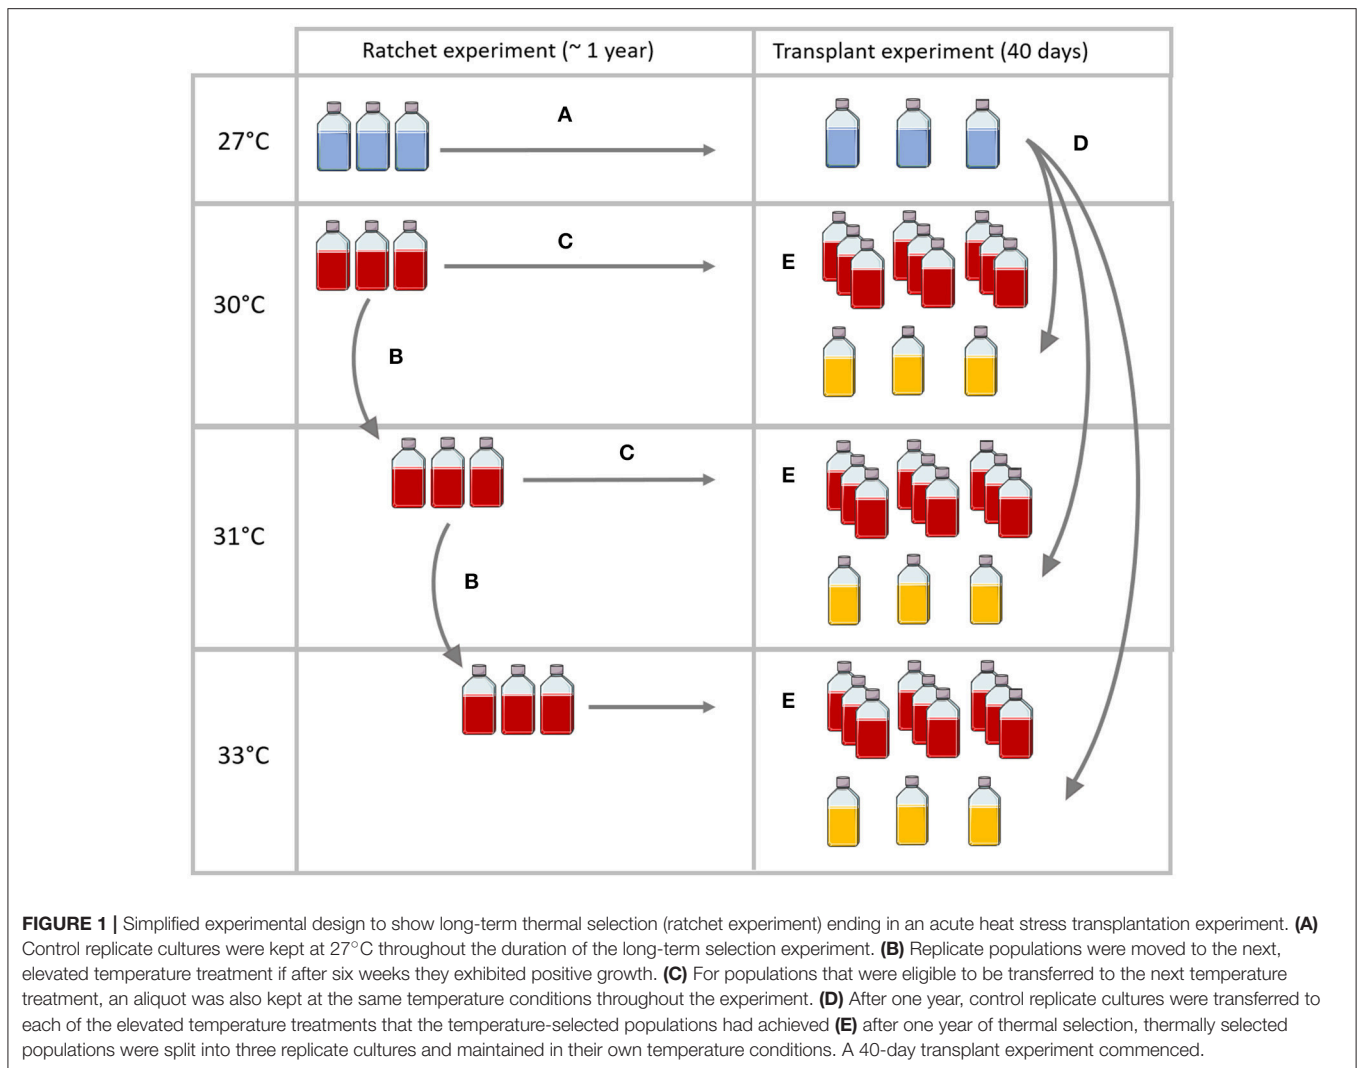 Ratchet experiment (~ 1 year)
Transplant experiment (40 days)
27°C
A
D
30°C
C
E
B
31°C
C
E
B
33°C
E
FIGURE 1 | Simplified experimental design to show long-term thermal selection (ratchet experiment) ending in an acute heat stress transplantation experiment. (A)
Control replicate cultures were kept at 27°C throughout the duration of the long-term selection experiment. (B) Replicate populations were moved to the next,
elevated temperature treatment if after six weeks they exhibited positive growth. (C) For populations that were eligible to be transferred to the next temperature
treatment, an aliquot was also kept at the same temperature conditions throughout the experiment. (D) After one year, control replicate cultures were transferred to
each of the elevated temperature treatments that the temperature-selected populations had achieved (E) after one year of thermal selection, thermally selected
populations were split into three replicate cultures and maintained in their own temperature conditions. A 40-day transplant experiment commenced.